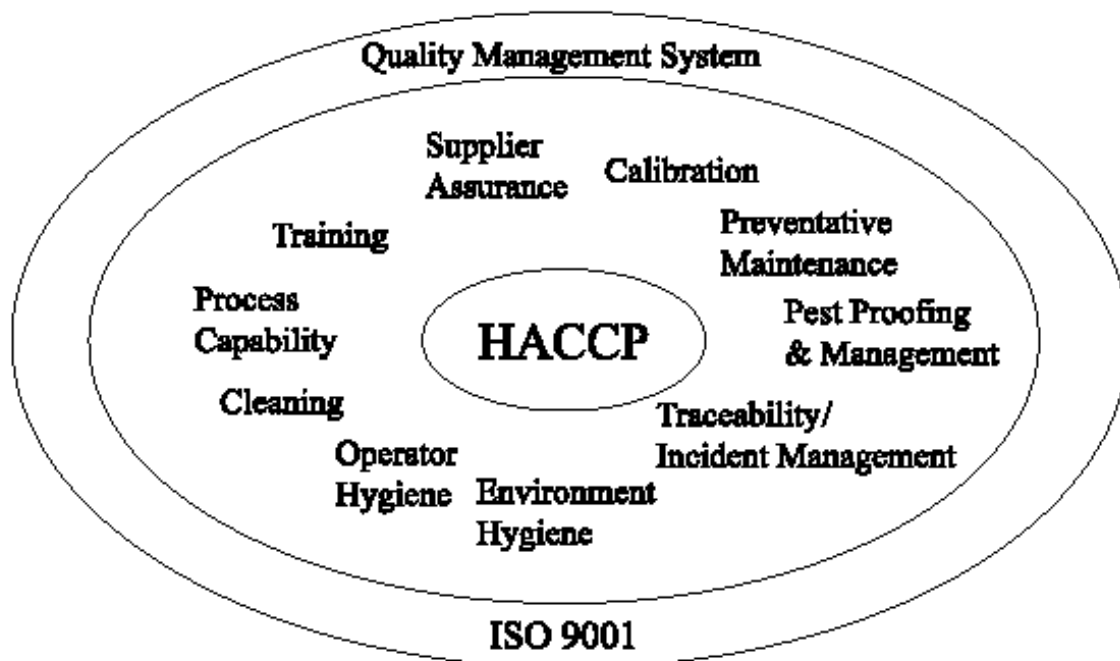 Quality Management System
Supplier
Assurance
Calibration
Training
Preventative
Maintenance
Process
Capability
HACCP
Pest Proofing
& Management
Cleaning
Traceability/
Incident Management
Operator
Hygiene
Environment
Hygiene
ISO 9001